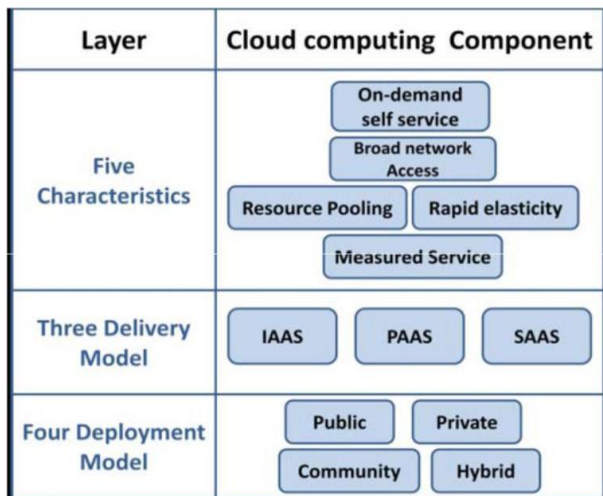 Layer
Cloud computing Component
Five
Characteristics
On-demand
self service
Broad network
Access
Resource Pooling
Rapid elasticity
Measured Service
Three Delivery
Model
IAAS
PAAS
SAAS
Four Deployment
Model
Public
Private
Community
Hybrid